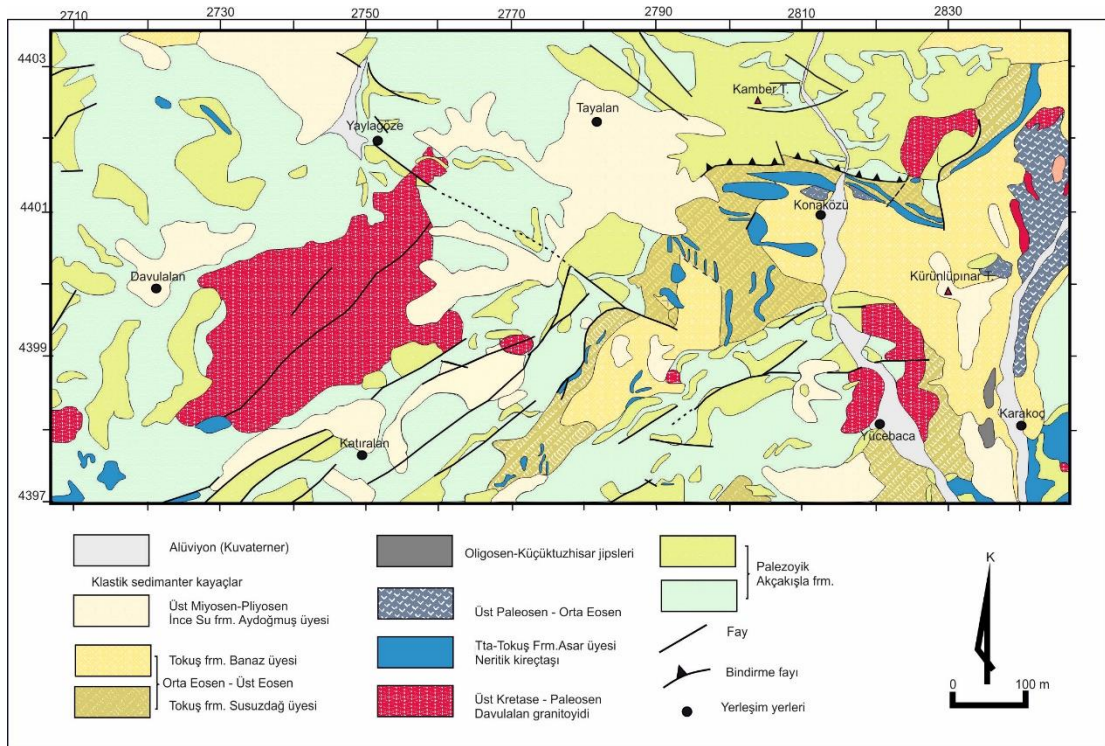 2710 2730 2750 2770 2790 2810 2830
4403
Kamber T.
Tayalan
Yaylagöze
4401
Konaközü
Davulalan
Kürünlüpınar T.
4399
Karakoç
Yücebaca
Katıralan
4397
Alüviyon (Kuvaterner)
Klastik sedimanter kayaçlar
Üst Miyosen-Pliyosen
İnce Su frm. Aydoğmuş üyesi
Tokuş frm. Banaz üyesi
Orta Eosen - Üst Eosen
Tokuş frm. Susuzdağ üyesi
Oligosen-Küçüktuzhisar jipsleri
Üst Paleosen - Orta Eosen
Tta-Tokuş Frm.Asar üyesi
Neritik kireçtaşı
Üst Kretase - Paleosen
Davulalan granitoyidi
Palezoyik
Akçakışla frm.
Fay
Bindirme fayı
Yerleşim yerleri
K
0 100 m